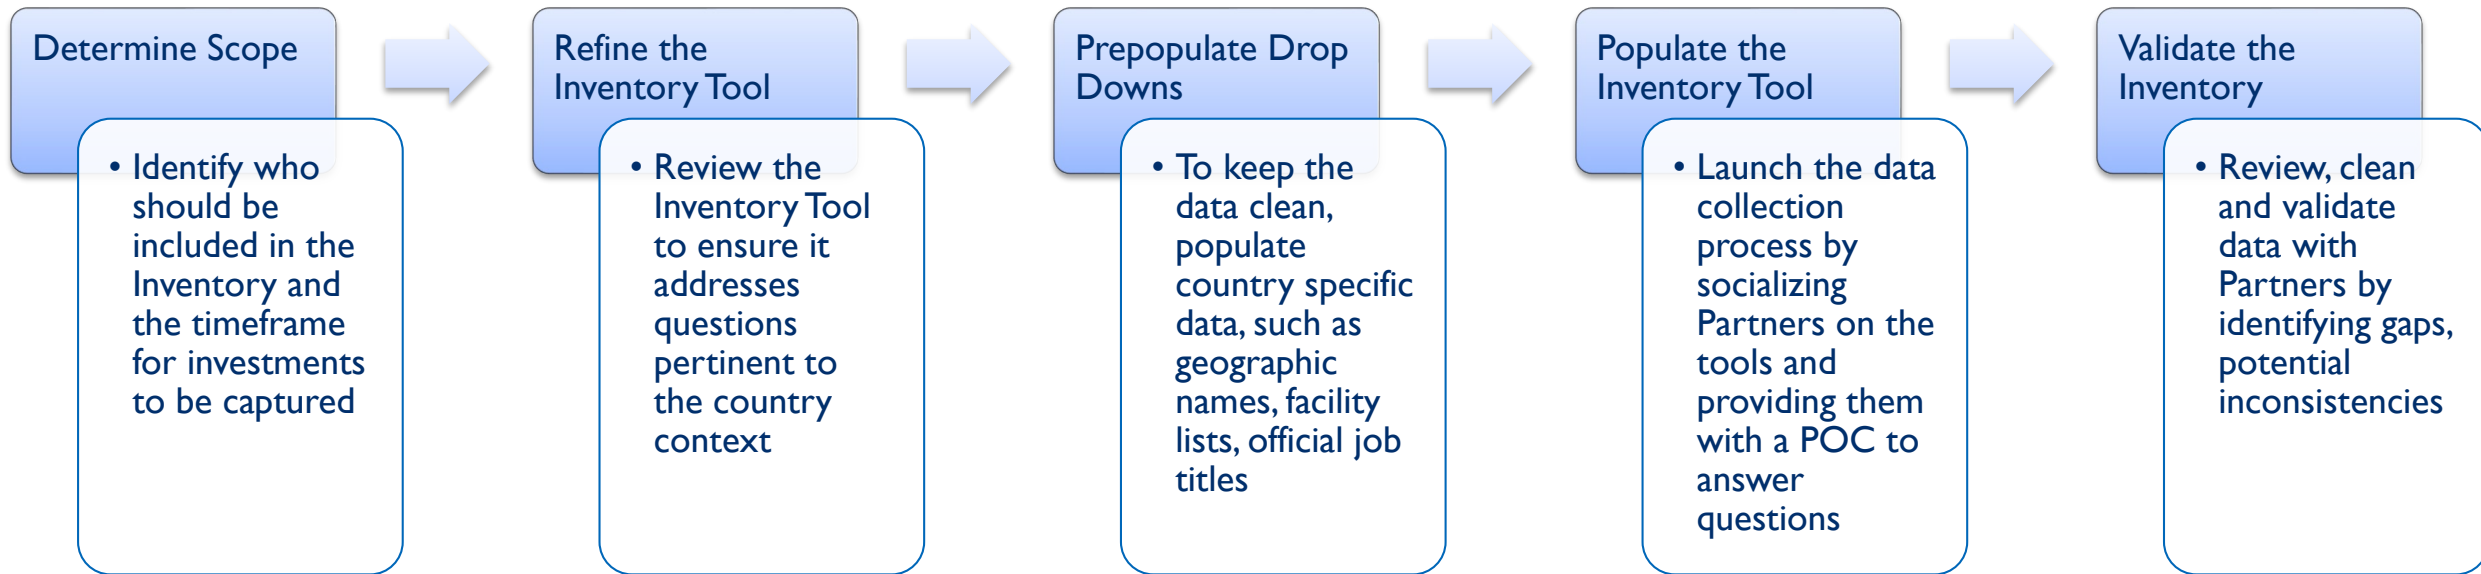 Determine Scope
• Identify who
should be
included in the
Inventory and
the timeframe
for investments
to be captured
Refine the
Inventory Tool
• Review the
Inventory Tool
to ensure it
addresses
questions
pertinent to
the country
context
Prepopulate Drop
Downs
• To keep the
data clean,
populate
country specific
data, such as
geographic
names, facility
lists, official job
titles
Populate the
Inventory Tool
• Launch the data
collection
process by
socializing
Partners on the
tools and
providing them
with a POC to
answer
questions
Validate the
Inventory
• Review, clean
and validate
data with
Partners by
identifying gaps,
potential
inconsistencies